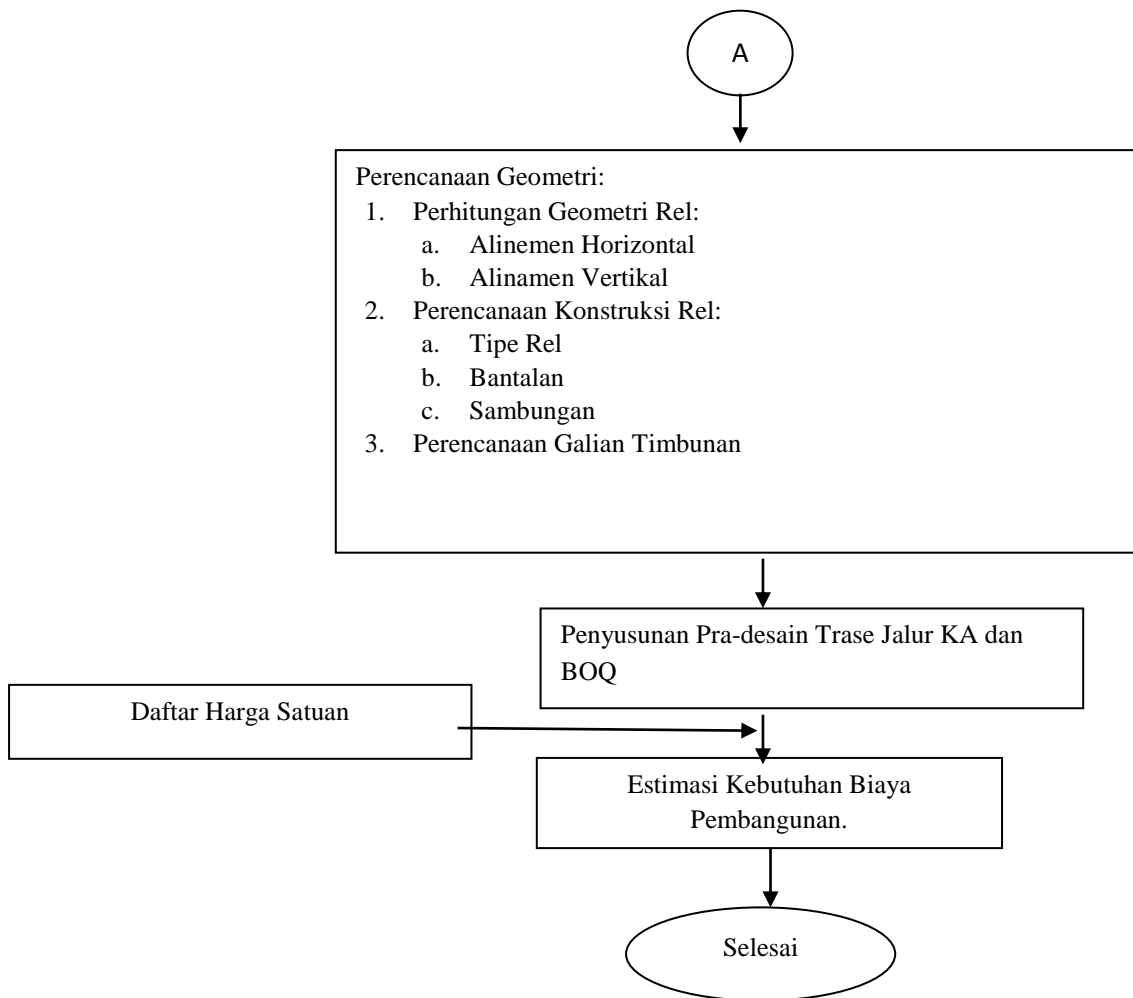 A
Perencanaan Geometri:
1. Perhitungan Geometri Rel:
a. Alinemen Horizontal
b. Alinamen Vertikal
2. Perencanaan Konstruksi Rel:
a. Tipe Rel
b. Bantalan
c. Sambungan
3. Perencanaan Galian Timbunan
Penyusunan Pra-desain Trase Jalur KA dan
BOQ
Daftar Harga Satuan
Estimasi Kebutuhan Biaya
Pembangunan.
Selesai